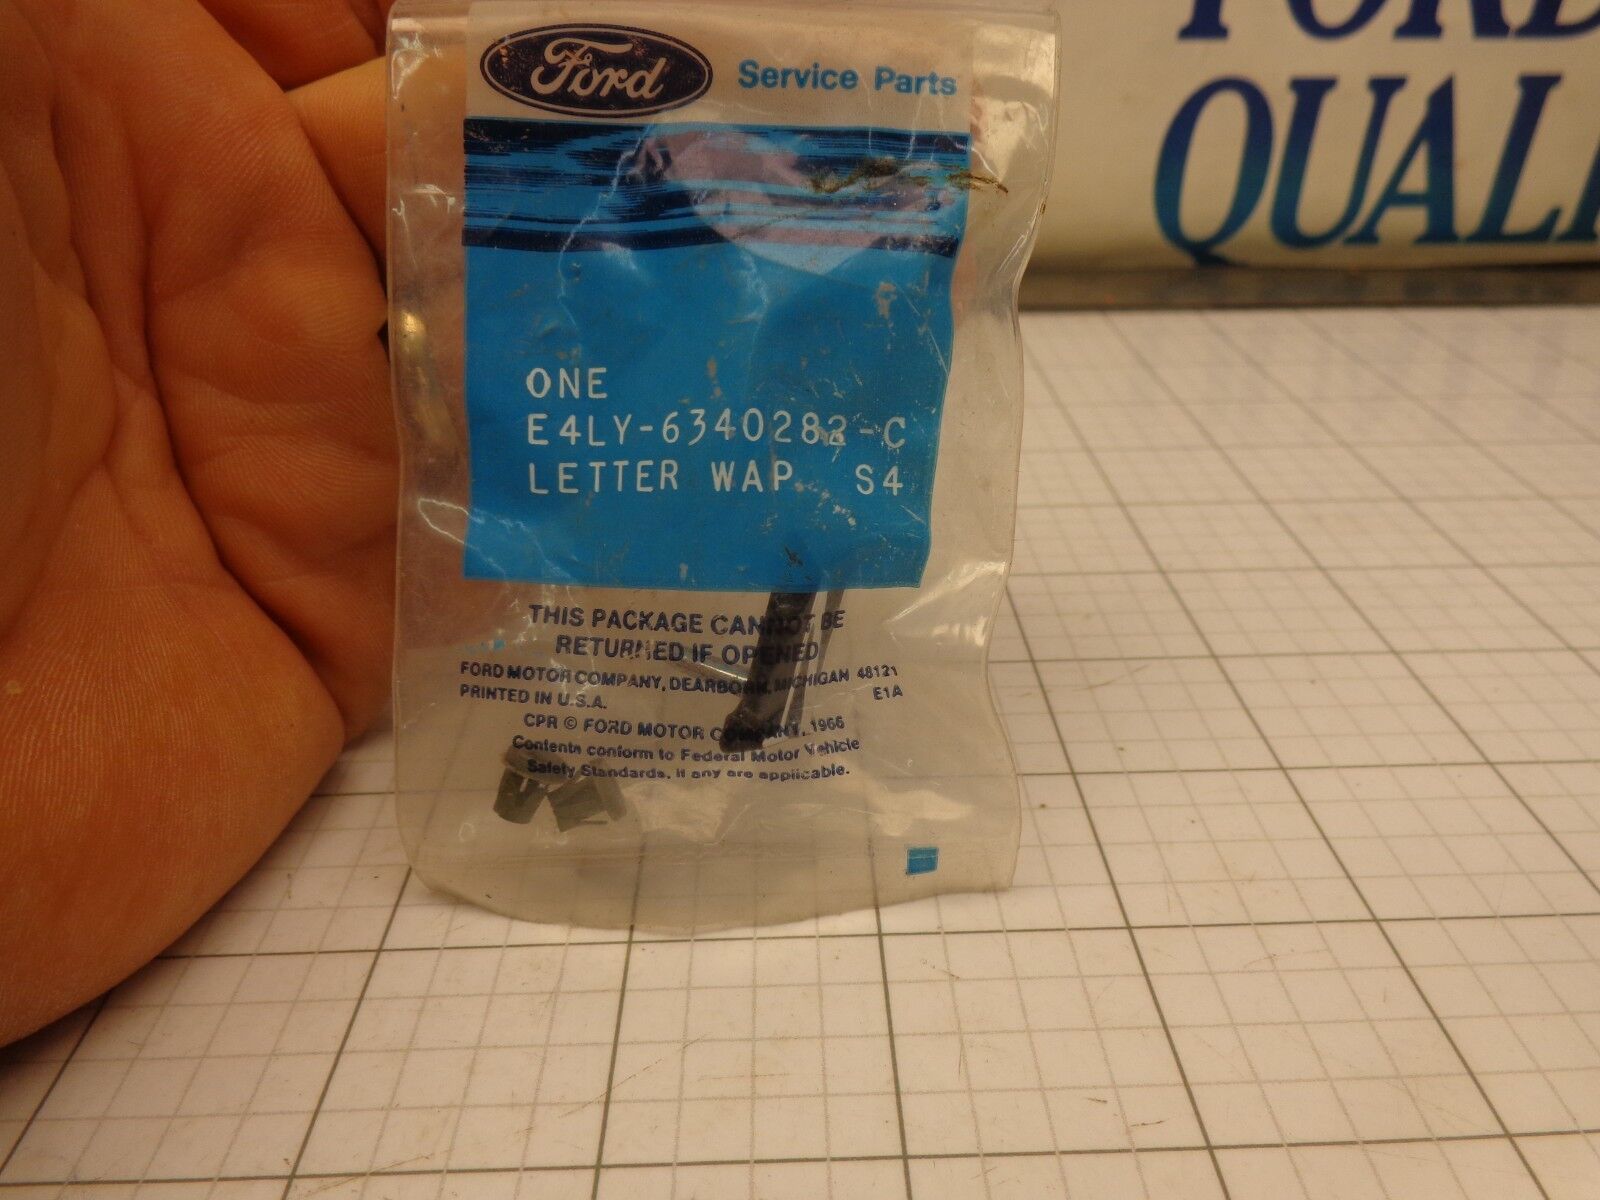 Ford Service Parts
ONE
E4LY-6340282-C
LETTER WAP S4
THIS PACKAGE CANNOT BE
RETURNED IF OPENED
FORD MOTOR COMPANY, DEARBORN, MICHIGAN 48121
PRINTED IN U.S.A. E1A
CPR © FORD MOTOR COMPANY, 1966
Contents conform to Federal Motor Vehicle
Safety Standards, if any are applicable.
FORD
QUALI